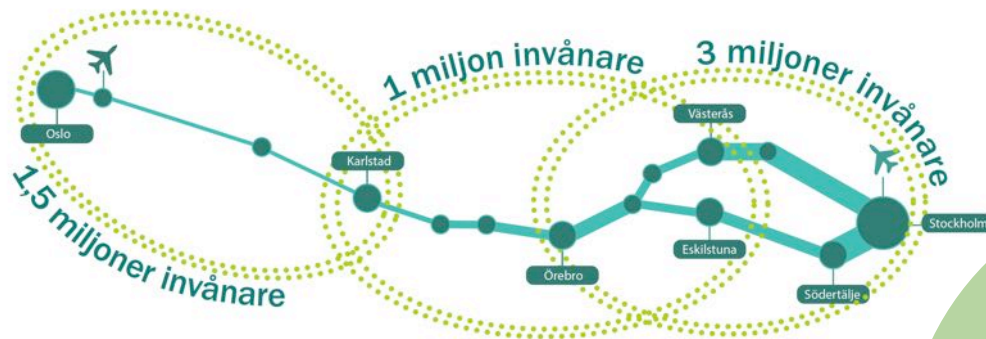 1,5 miljoner invånare
1 miljon invånare
3 miljoner invånare
Oslo
Karlstad
Örebro
Västerås
Eskilstuna
Södertälje
Stockholm